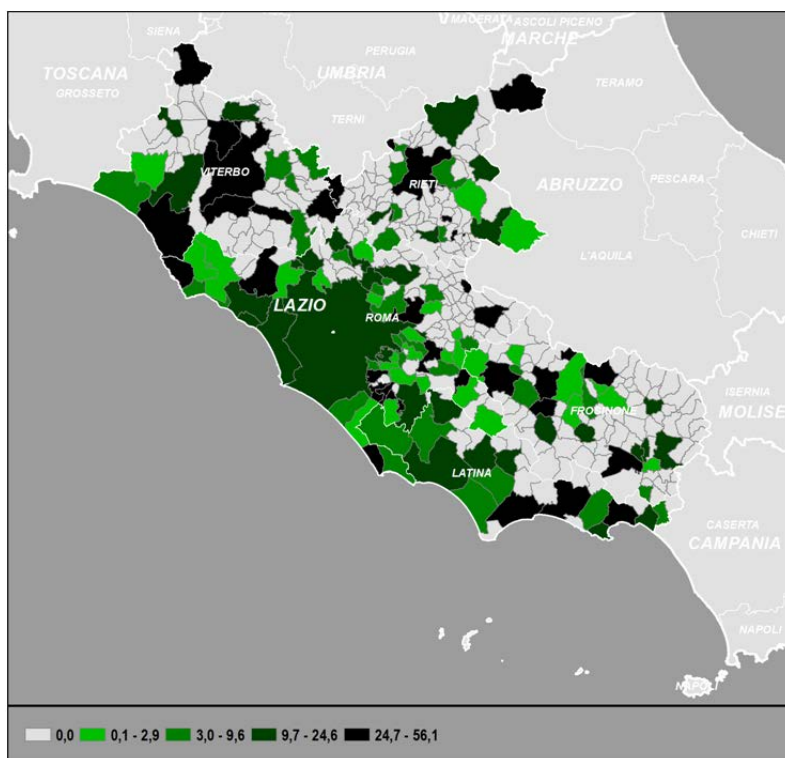 MACERATA
ASCOLI PICENO
MARCHE
SIENA
PERUGIA
TOSCANA
UMBRIA
GROSSETO
TERAMO
TERNI
VITERBO
RIETI
ABRUZZO
PESCARA
CHIETI
L'AQUILA
LAZIO
ROMA
ISERNIA
FROSINONE
MOLISE
LATINA
CASERTA
CAMPANIA
NAPOLI
NAPOLI
0,0 0,1 - 2,9 3,0 - 9,6 9,7 - 24,6 24,7 - 56,1